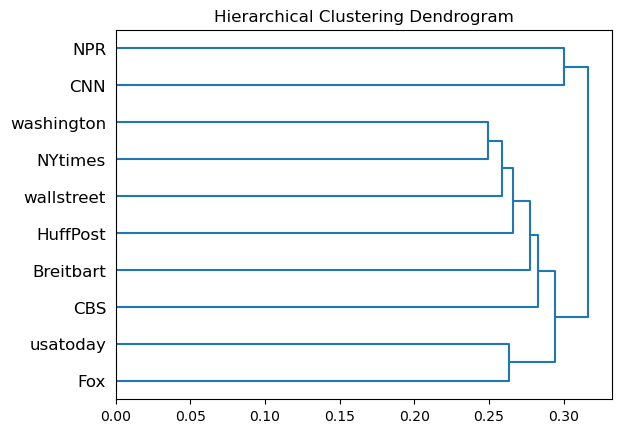 Hierarchical Clustering Dendrogram
NPR
CNN
washington
NYtimes
wallstreet
HuffPost
Breitbart
CBS
usatoday
Fox
0.00 0.05 0.10 0.15 0.20 0.25 0.30